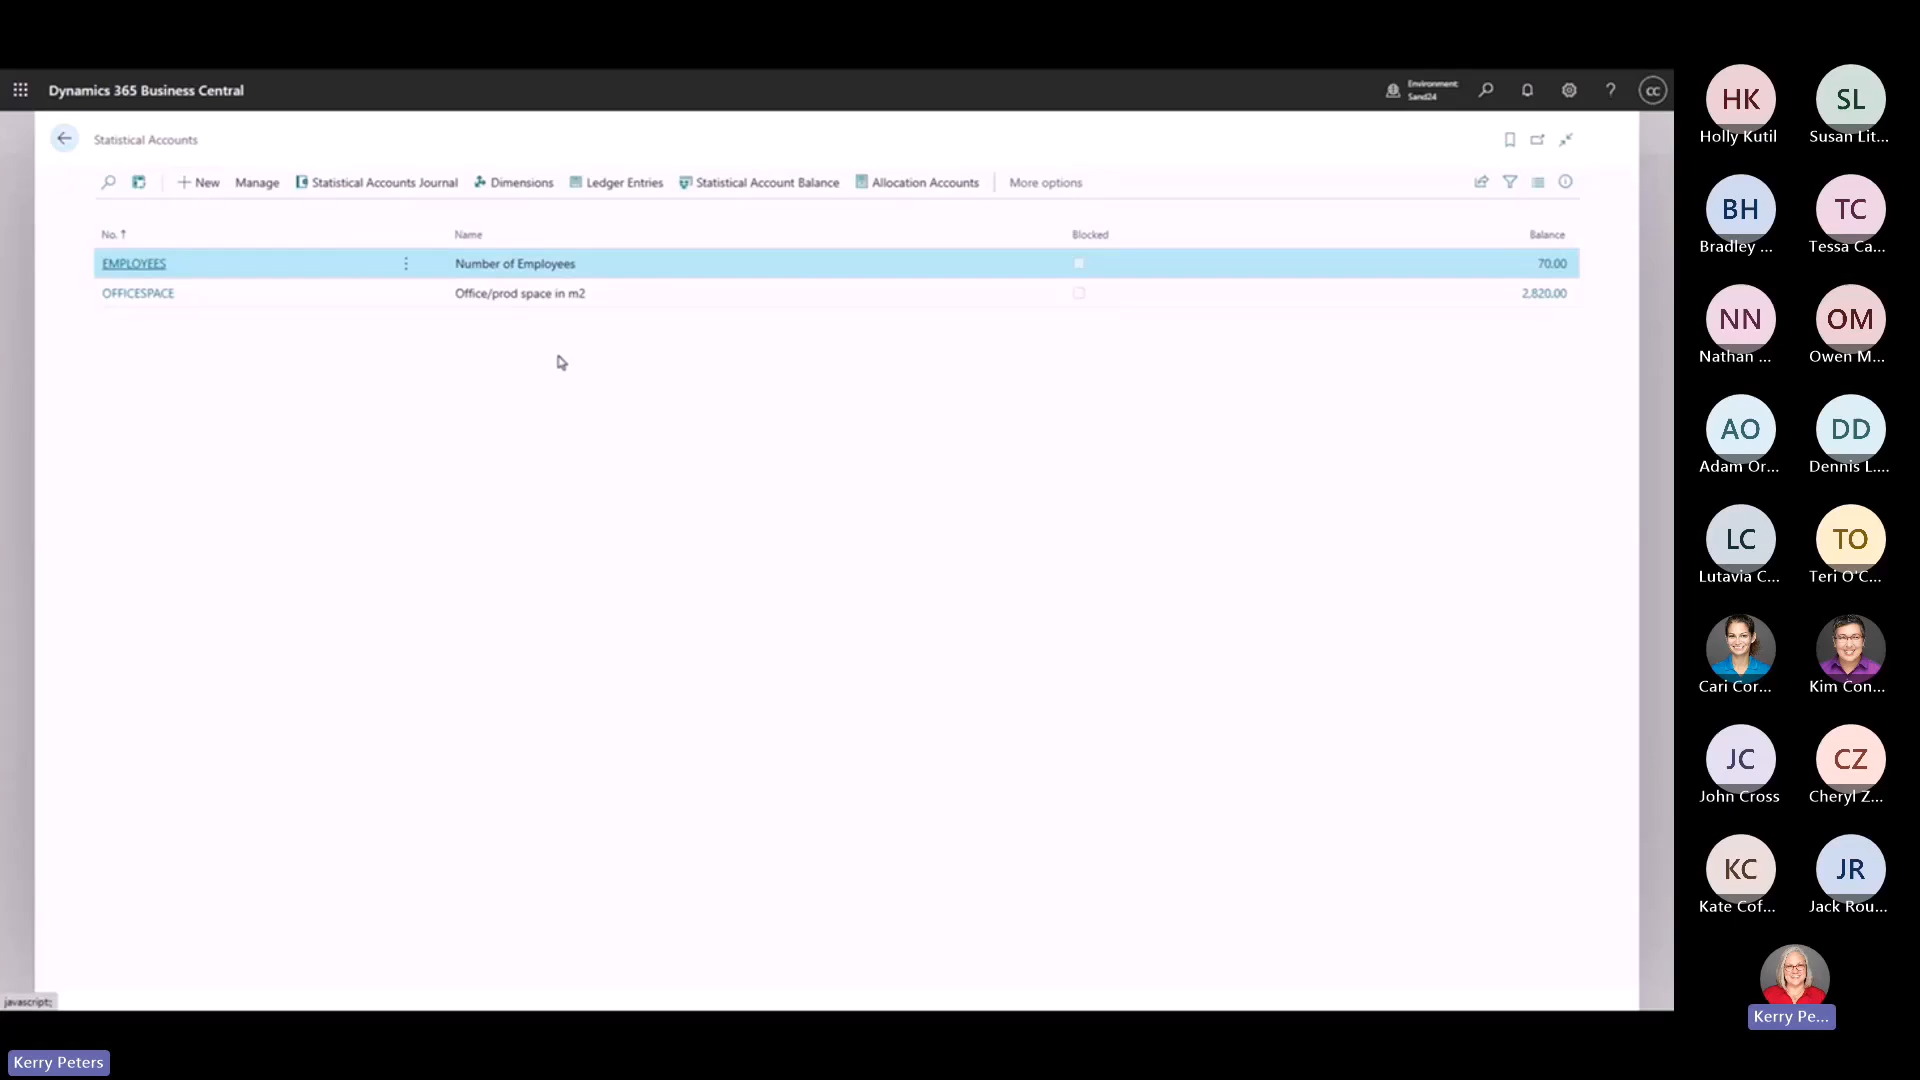 Dynamics 365 Business Central
Environment:
Sand24
?
CC
Statistical Accounts
New
Manage
Statistical Accounts Journal
Dimensions
Ledger Entries
Statistical Account Balance
Allocation Accounts
More options
No. ↑
Name
Blocked
Balance
EMPLOYEES
Number of Employees
70.00
OFFICESPACE
Office/prod space in m2
2,820.00
javascript:;
Kerry Peters
HK
Holly Kutil
SL
Susan Lit...
BH
Bradley ...
TC
Tessa Ca...
NN
Nathan ...
OM
Owen M...
AO
Adam Or...
DD
Dennis L....
LC
Lutavia C...
TO
Teri O'C...
Cari Cor...
Kim Con...
JC
John Cross
CZ
Cheryl Z...
KC
Kate Cof...
JR
Jack Rou...
Kerry Pe...